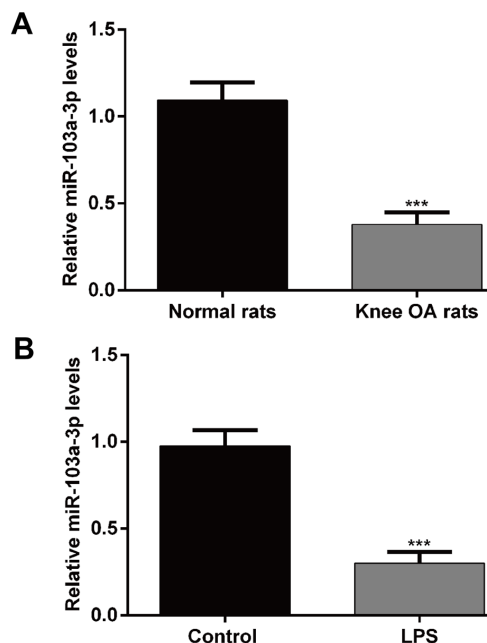 A
Relative miR-103a-3p levels
1.5
1.0
0.5
0.0
***
Normal rats
Knee OA rats
B
Relative miR-103a-3p levels
1.5
1.0
0.5
0.0
***
Control
LPS